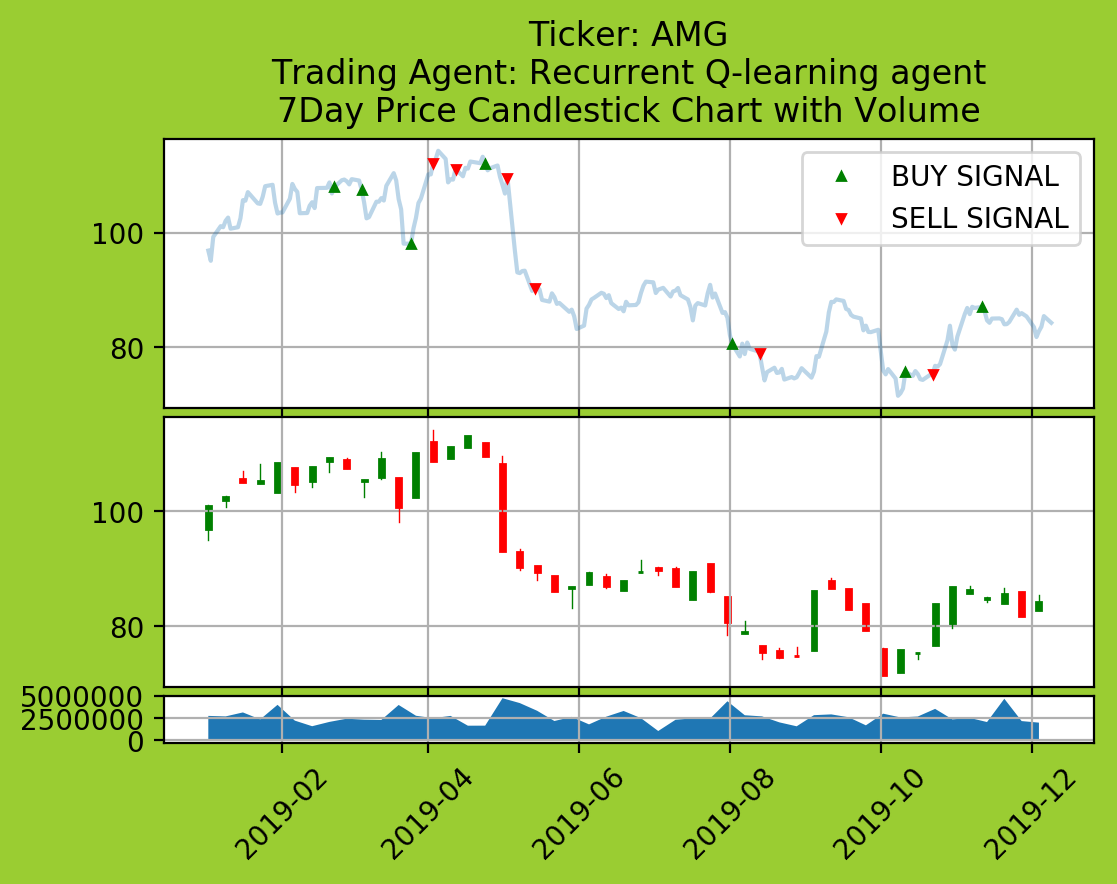 Ticker: AMG
Trading Agent: Recurrent Q-learning agent
7Day Price Candlestick Chart with Volume
BUY SIGNAL
SELL SIGNAL
100
80
100
80
5000000
2500000
0
2019-02
2019-04
2019-06
2019-08
2019-10
2019-12